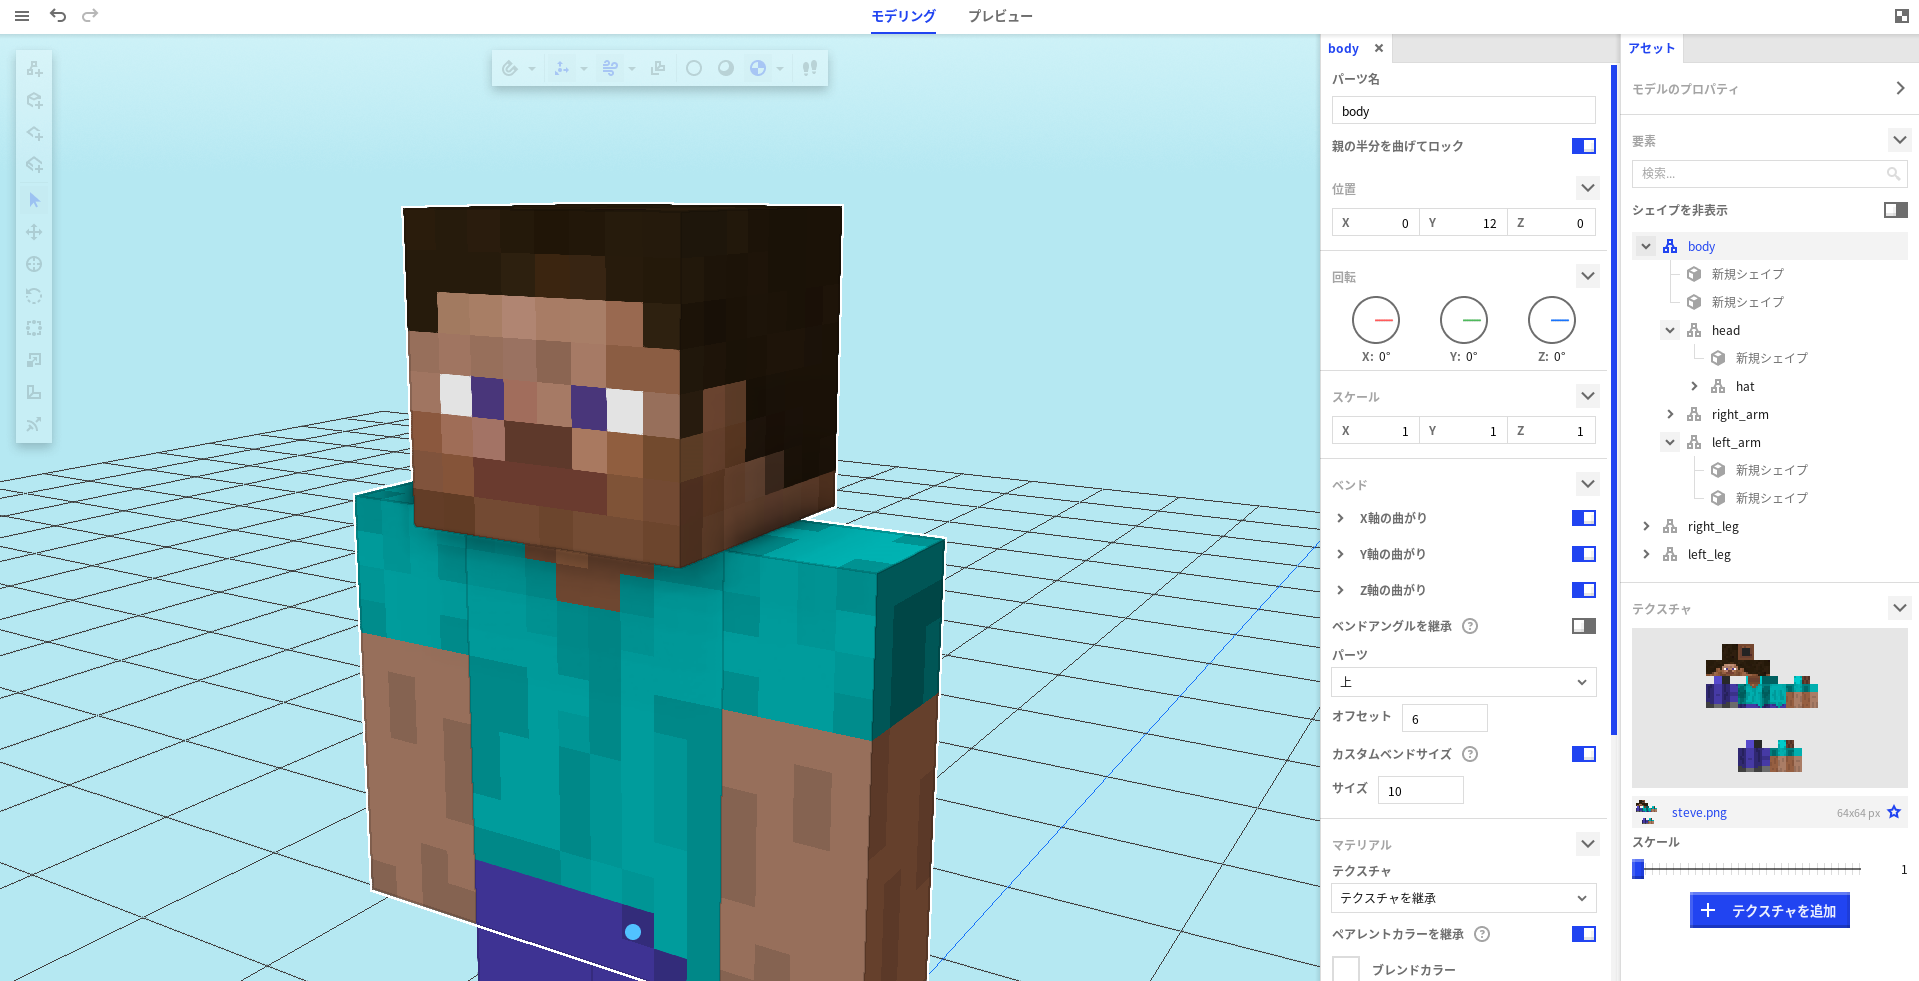 モデリング
プレビュー
body
パーツ名
body
親の半分を曲げてロック
位置
X 0 Y 12 Z 0
回転
X: 0° Y: 0° Z: 0°
スケール
X 1 Y 1 Z 1
ベンド
X軸の曲がり
Y軸の曲がり
Z軸の曲がり
ベンドアングルを継承 ?
パーツ
上
オフセット 6
カスタムベンドサイズ ?
サイズ 10
マテリアル
テクスチャ
テクスチャを継承
ペアレントカラーを継承 ?
ブレンドカラー
アセット
モデルのプロパティ
要素
検索...
シェイプを非表示
body
新規シェイプ
新規シェイプ
head
新規シェイプ
hat
right_arm
left_arm
新規シェイプ
新規シェイプ
right_leg
left_leg
テクスチャ
steve.png 64x64 px
スケール
1
テクスチャを追加